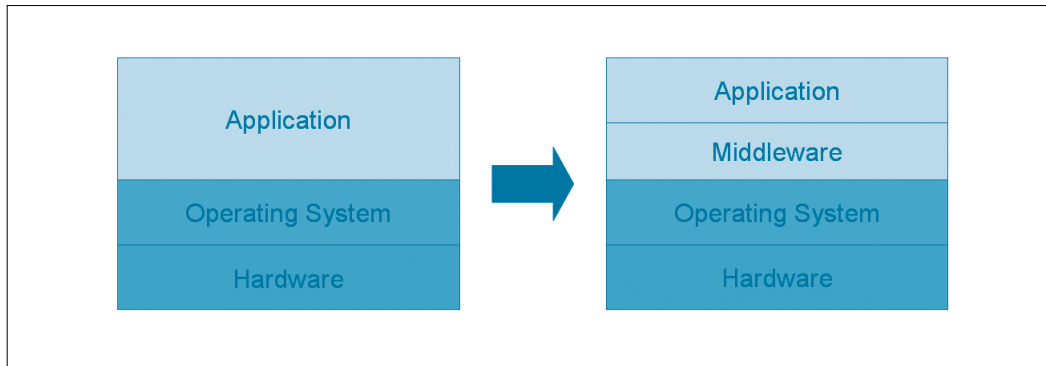 Application
Operating System
Hardware
Application
Middleware
Operating System
Hardware